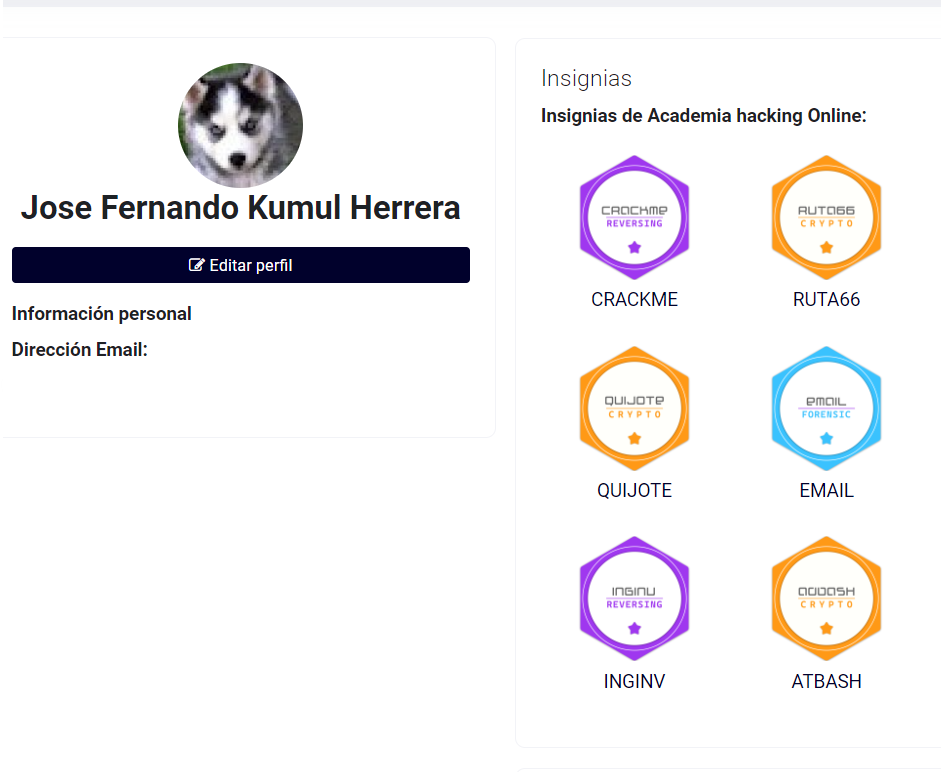 Jose Fernando Kumul Herrera
Editar perfil
Información personal
Dirección Email:
Insignias
Insignias de Academia hacking Online:
CRACKME
REVERSING
CRACKME
RUTA66
CRYPTO
RUTA66
QUIJOTE
CRYPTO
QUIJOTE
EMAIL
FORENSIC
EMAIL
INGINV
REVERSING
INGINV
ADBASH
CRYPTO
ATBASH